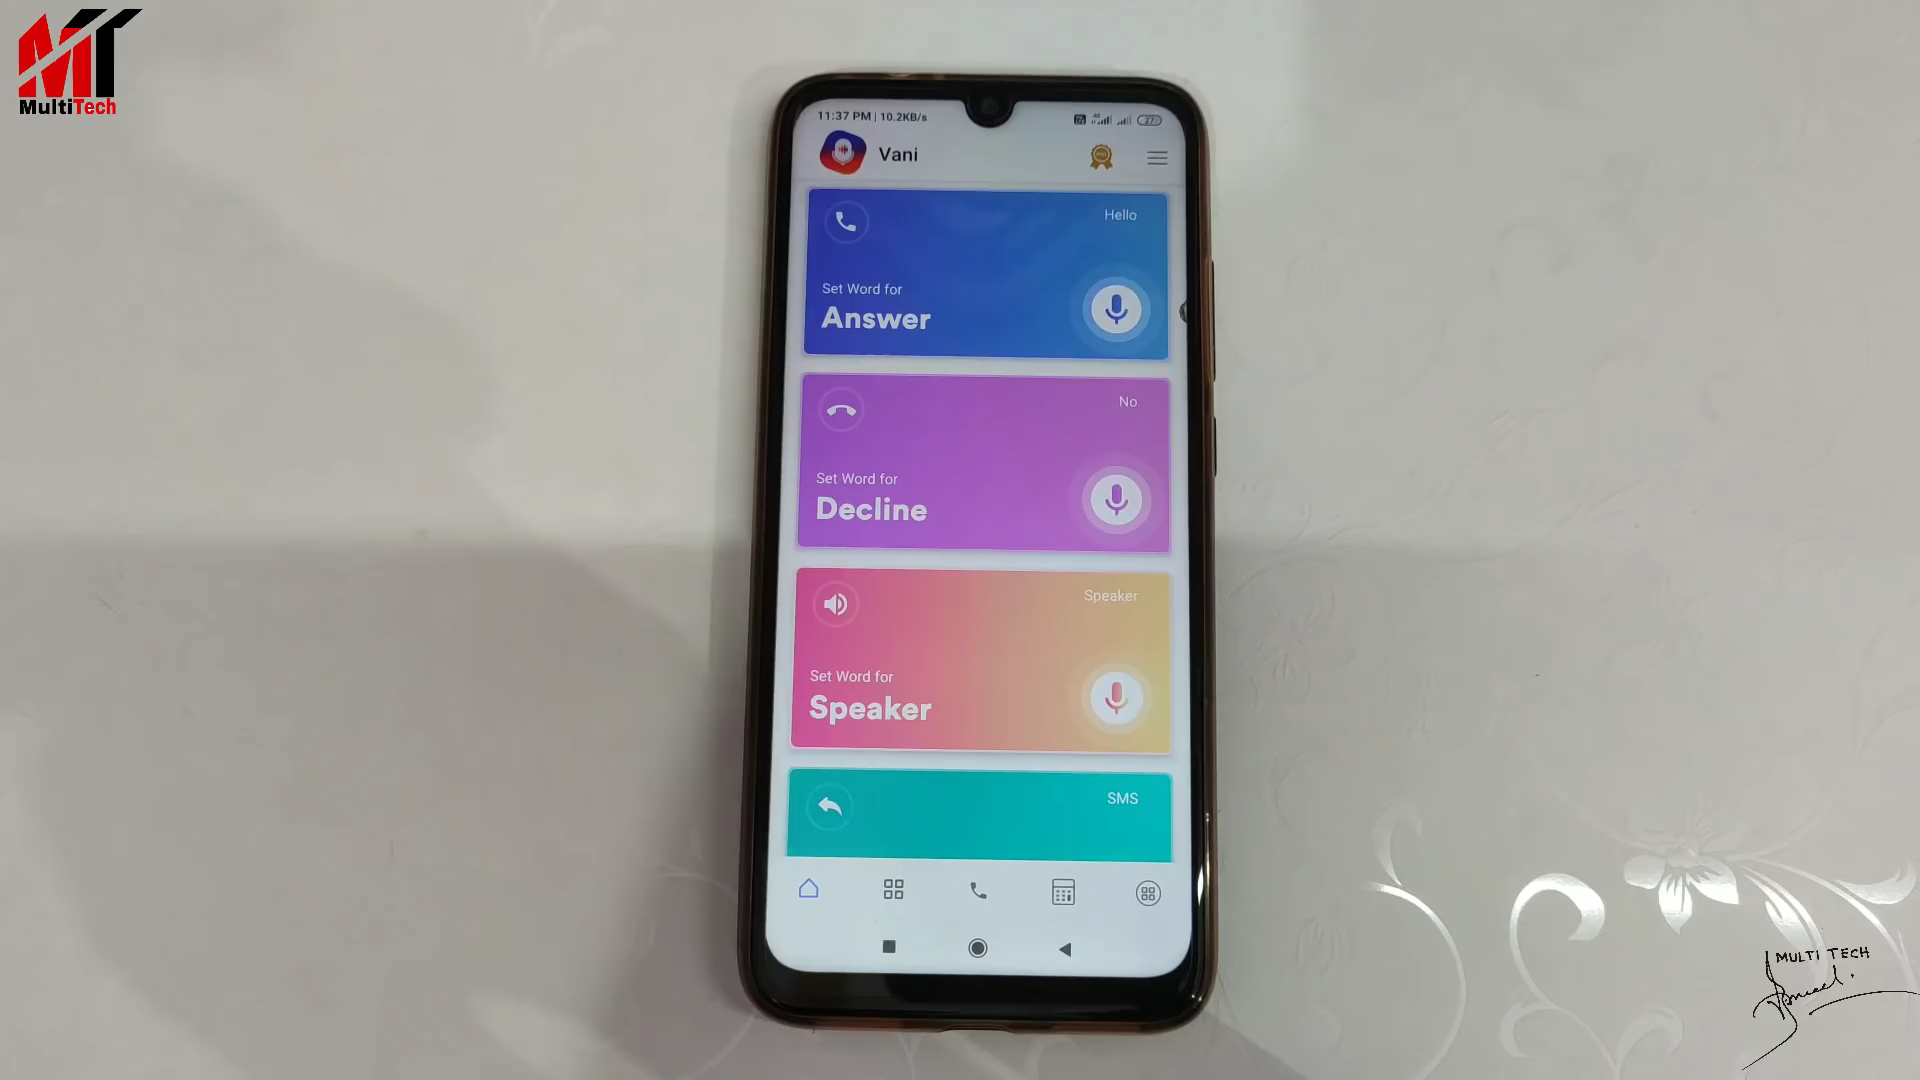 MultiTech
11:37 PM | 10.2KB/s
27
Vani
Hello
Set Word for
Answer
No
Set Word for
Decline
Speaker
Set Word for
Speaker
SMS
MULTI TECH